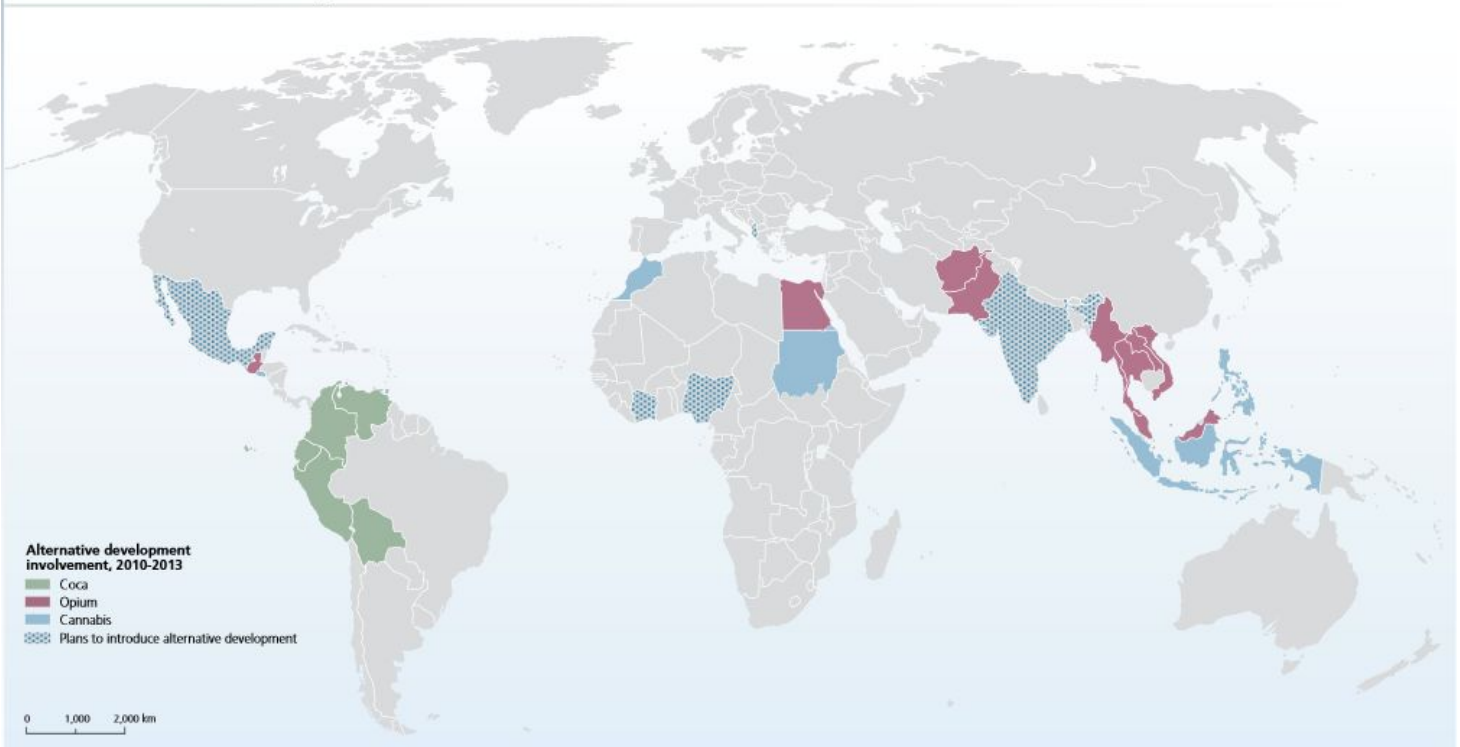 Alternative development
involvement, 2010-2013
Coca
Opium
Cannabis
Plans to introduce alternative development
0 1,000 2,000 km